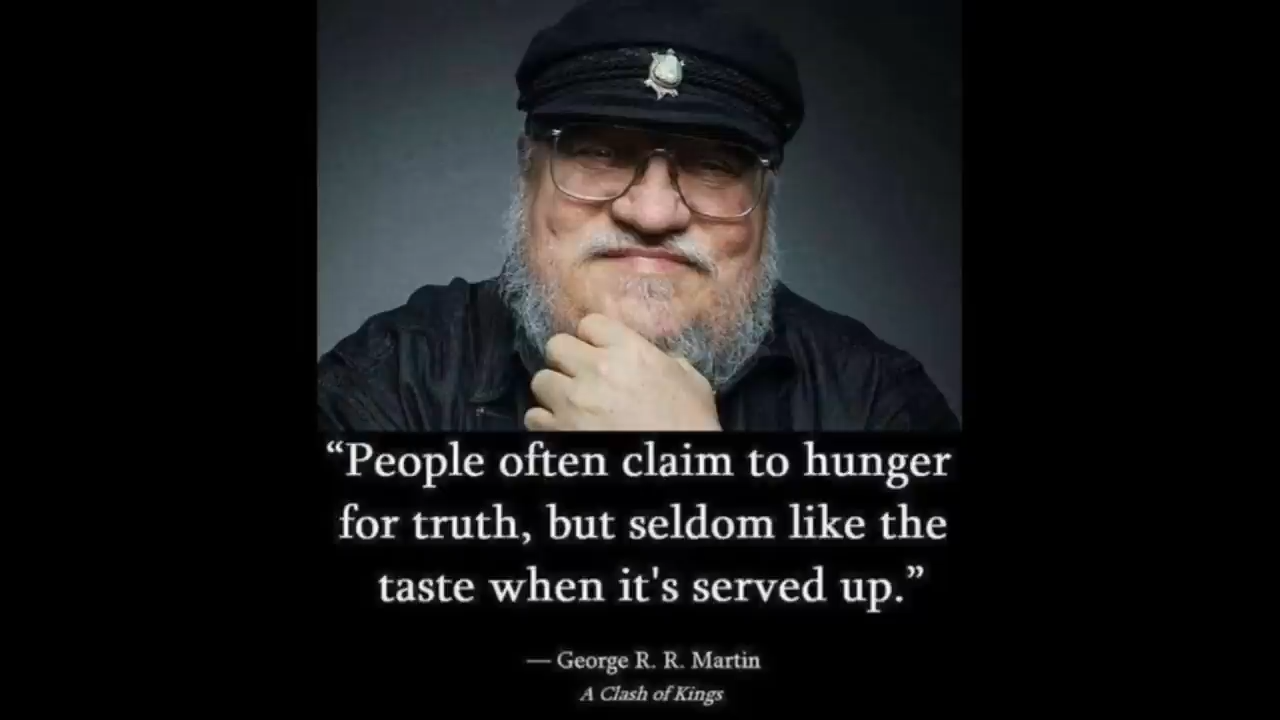 “People often claim to hunger
for truth, but seldom like the
taste when it's served up.”
— George R. R. Martin
A Clash of Kings